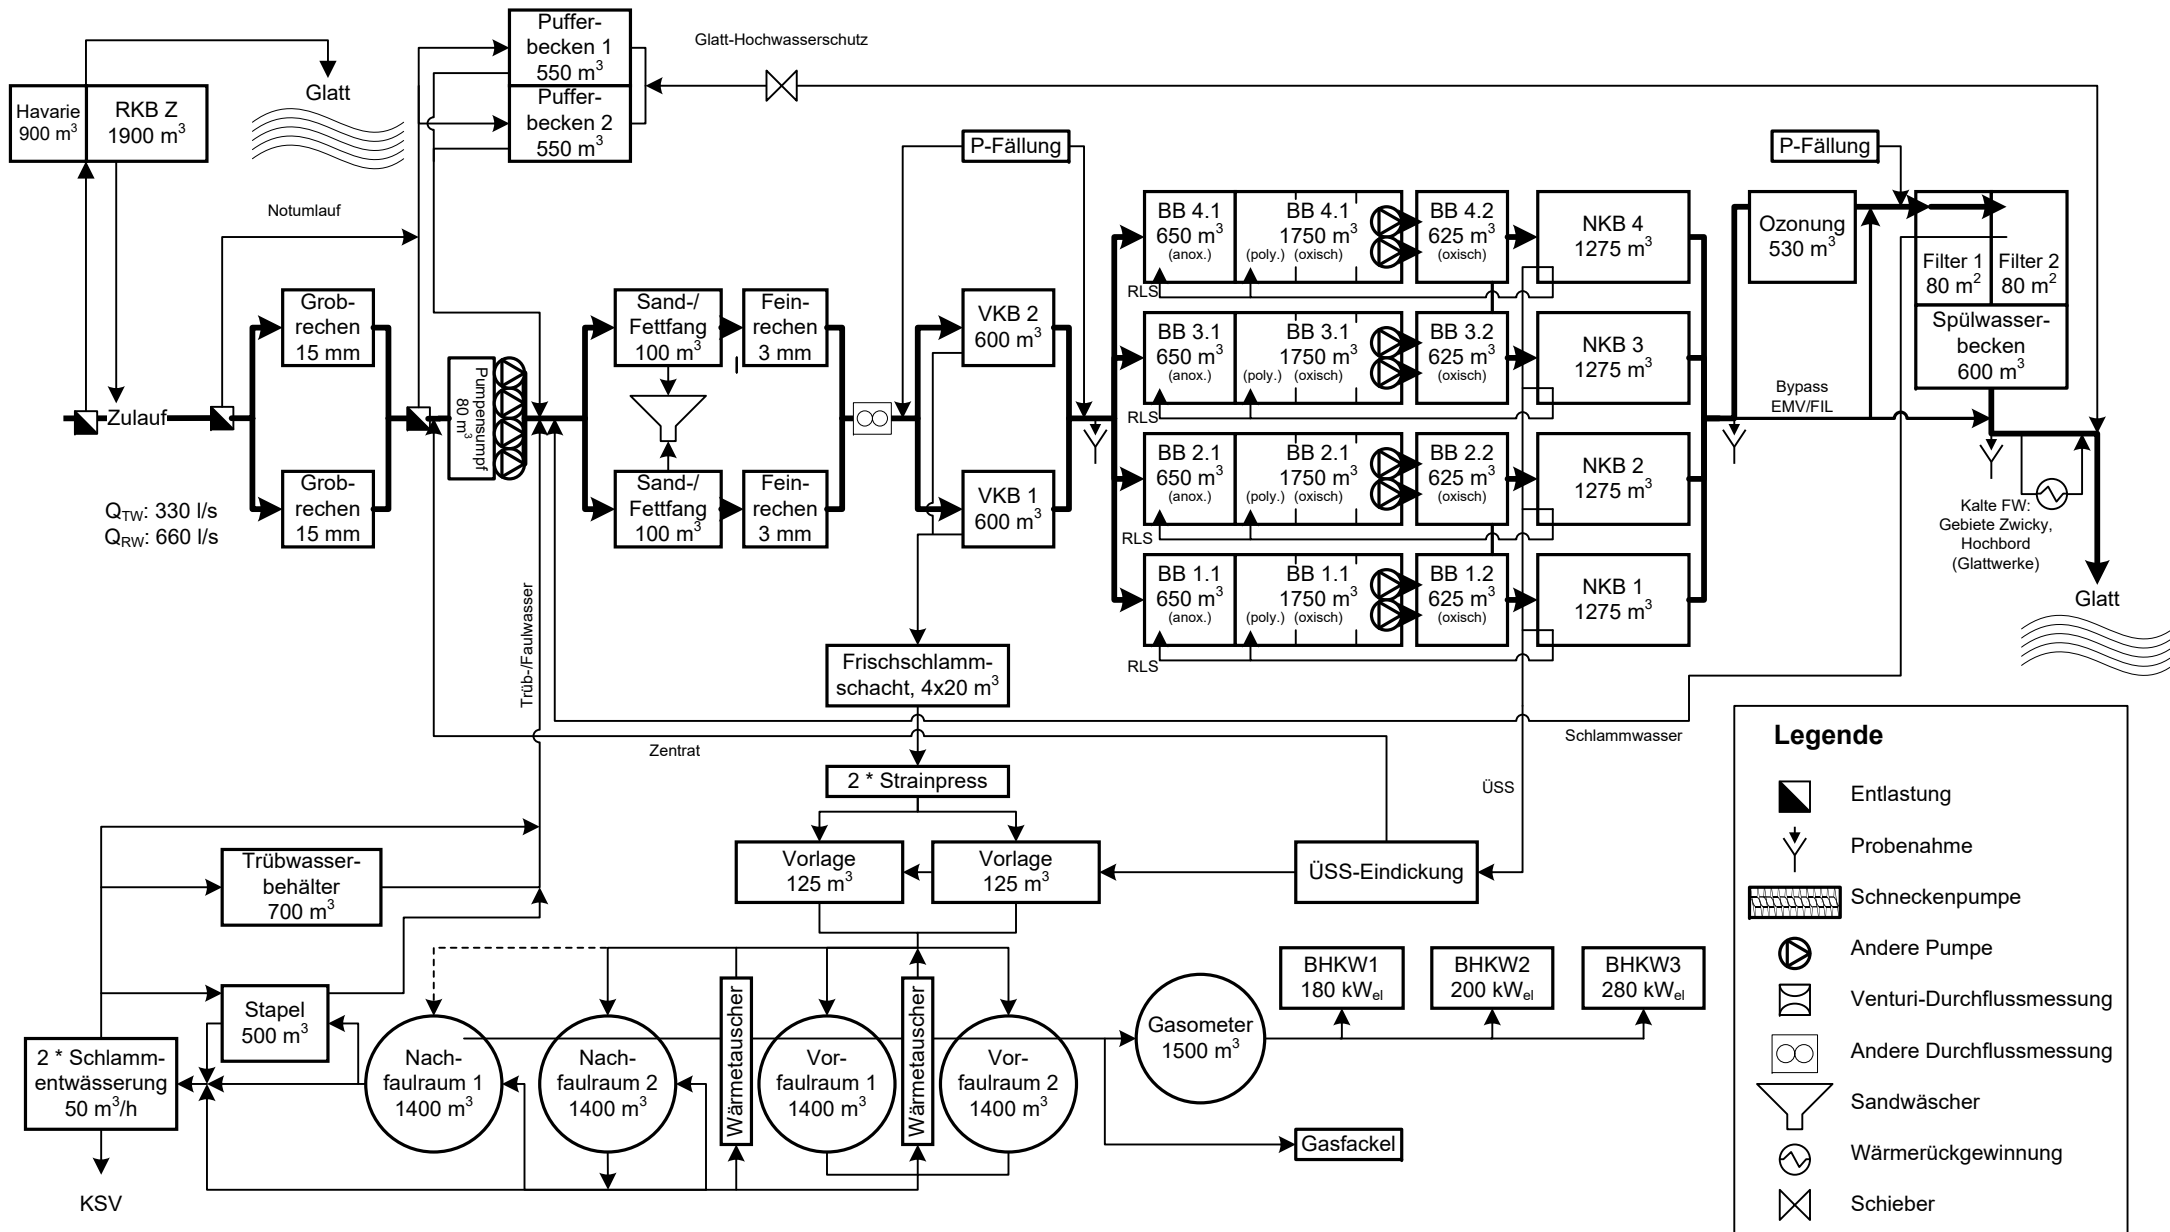 Puffer-
becken 1
550 m³
Puffer-
becken 2
550 m³
Glatt-Hochwasserschutz
Havarie
900 m³
RKB Z
1900 m³
Glatt
Notumlauf
P-Fällung
P-Fällung
Grob-
rechen
15 mm
Grob-
rechen
15 mm
Zulauf
Q_TW: 330 l/s
Q_RW: 660 l/s
Pumpensumpf
80 m³
Sand-/
Fettfang
100 m³
Fein-
rechen
3 mm
Sand-/
Fettfang
100 m³
Fein-
rechen
3 mm
VKB 2
600 m³
VKB 1
600 m³
BB 4.1
650 m³
(anox.)
BB 4.1
1750 m³
(poly.) (oxisch)
BB 4.2
625 m³
(oxisch)
NKB 4
1275 m³
RLS
BB 3.1
650 m³
(anox.)
BB 3.1
1750 m³
(poly.) (oxisch)
BB 3.2
625 m³
(oxisch)
NKB 3
1275 m³
RLS
BB 2.1
650 m³
(anox.)
BB 2.1
1750 m³
(poly.) (oxisch)
BB 2.2
625 m³
(oxisch)
NKB 2
1275 m³
RLS
BB 1.1
650 m³
(anox.)
BB 1.1
1750 m³
(poly.) (oxisch)
BB 1.2
625 m³
(oxisch)
NKB 1
1275 m³
RLS
Ozonung
530 m³
Filter 1
80 m²
Filter 2
80 m²
Spülwasser-
becken
600 m³
Bypass
EMV/FIL
Kalte FW:
Gebiete Zwicky,
Hochbord
(Glattwerke)
Glatt
Trüb-/Faulwasser
Frischschlamm-
schacht, 4x20 m³
Zentrat
Schlammwasser
2 * Strainpress
ÜSS
Vorlage
125 m³
Vorlage
125 m³
ÜSS-Eindickung
Trübwasser-
behälter
700 m³
Stapel
500 m³
2 * Schlamm-
entwässerung
50 m³/h
KSV
Nach-
faulraum 1
1400 m³
Nach-
faulraum 2
1400 m³
Wärmetauscher
Vor-
faulraum 1
1400 m³
Wärmetauscher
Vor-
faulraum 2
1400 m³
Gasometer
1500 m³
BHKW1
180 kW_el
BHKW2
200 kW_el
BHKW3
280 kW_el
Gasfackel
Legende
Entlastung
Probenahme
Schneckenpumpe
Andere Pumpe
Venturi-Durchflussmessung
Andere Durchflussmessung
Sandwäscher
Wärmerückgewinnung
Schieber